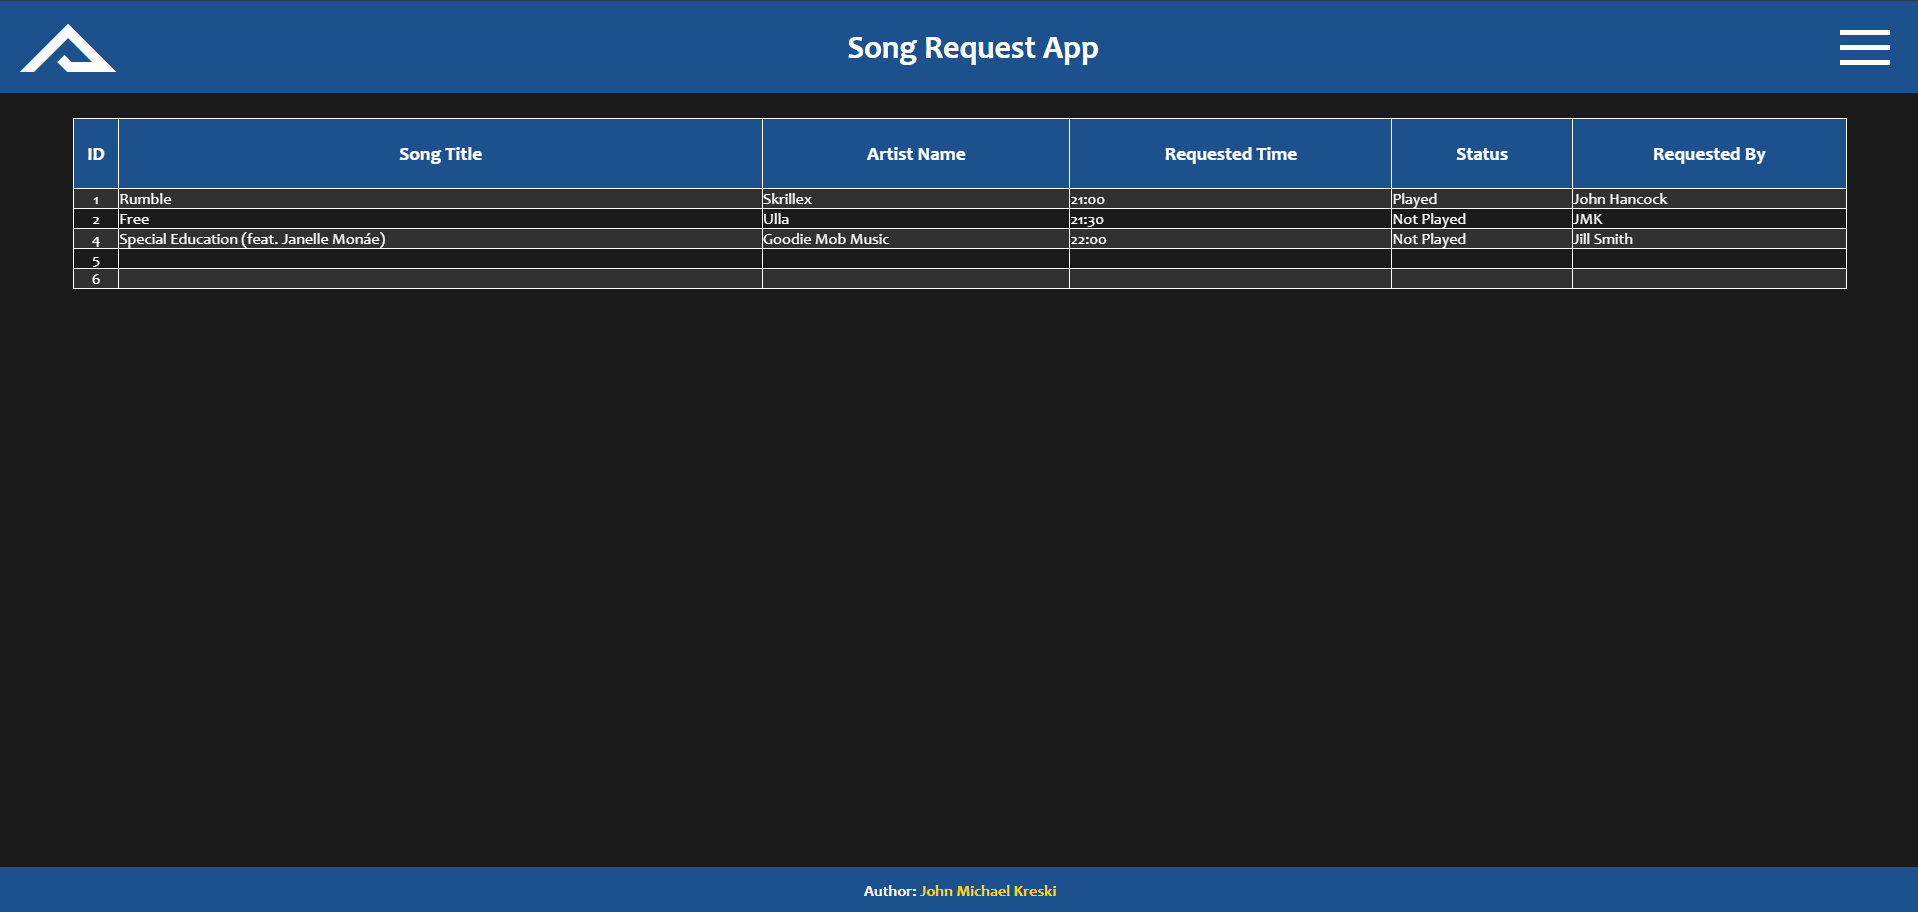 Song Request App
ID Song Title Artist Name Requested Time Status Requested By
1 Rumble Skrillex 21:00 Played John Hancock
2 Free Ulla 21:30 Not Played JMK
4 Special Education (feat. Janelle Monáe) Goodie Mob Music 22:00 Not Played Jill Smith
5
6
Author: John Michael Kreski